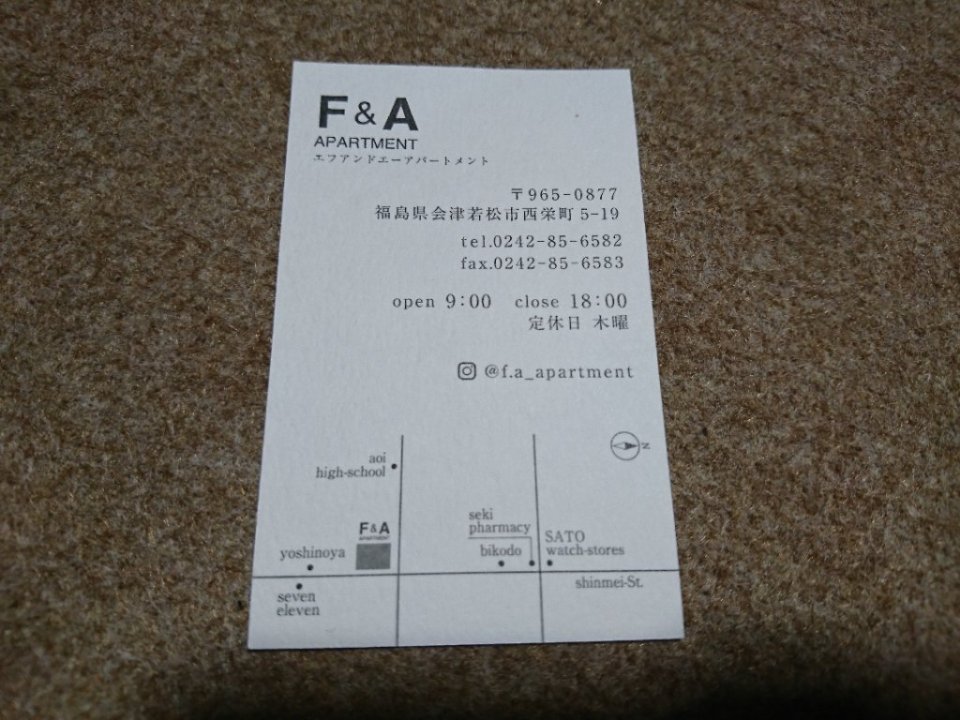 F & A
APARTMENT
エフアンドエーアパートメント
〒965-0877
福島県会津若松市西栄町5-19
tel.0242-85-6582
fax.0242-85-6583
open 9:00 close 18:00
定休日 木曜
@f.a_apartment
N
aoi
high-school
F & A
APARTMENT
yoshinoya
seven
eleven
seki
pharmacy
bikodo
SATO
watch-stores
shinmei-St.